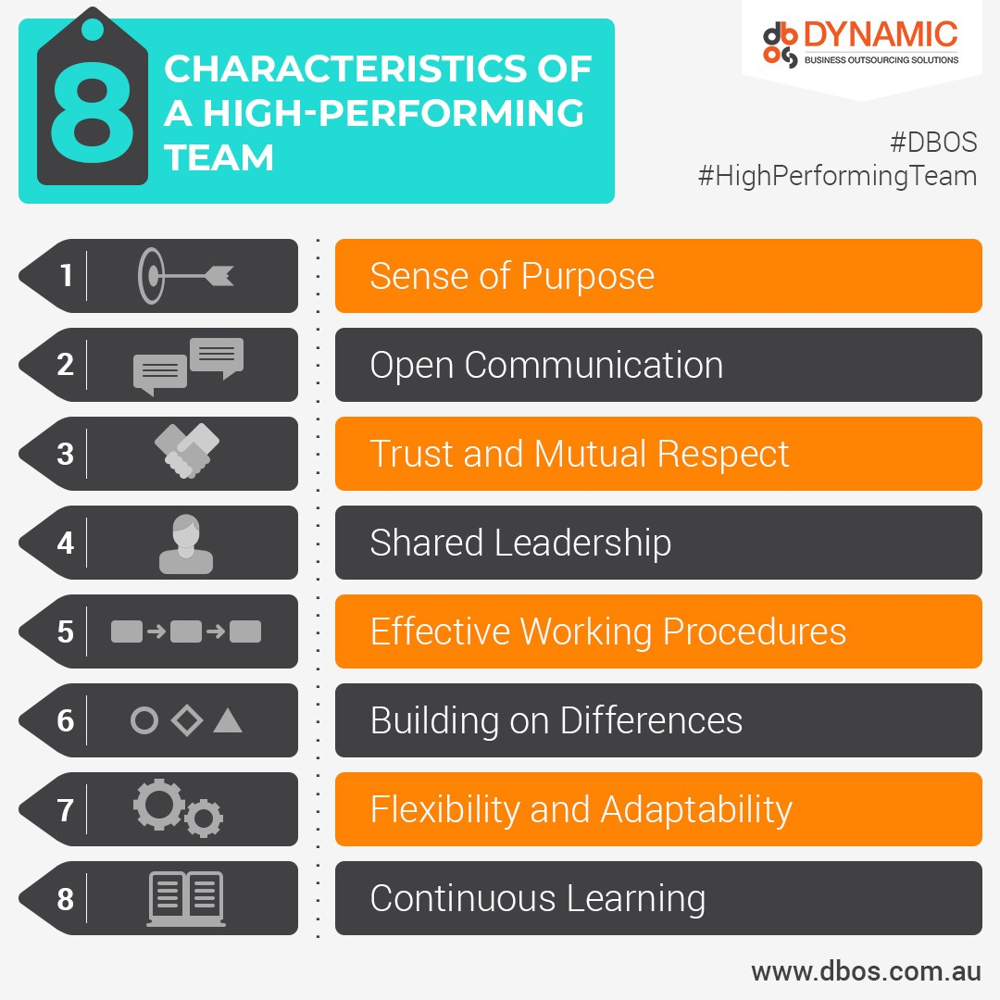 8
CHARACTERISTICS OF
A HIGH-PERFORMING
TEAM
dbos DYNAMIC
BUSINESS OUTSOURCING SOLUTIONS
#DBOS
#HighPerformingTeam
1 Sense of Purpose
2 Open Communication
3 Trust and Mutual Respect
4 Shared Leadership
5 Effective Working Procedures
6 Building on Differences
7 Flexibility and Adaptability
8 Continuous Learning
www.dbos.com.au